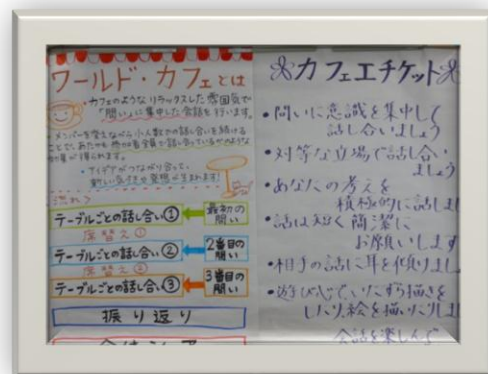 ワールド・カフェとは
・カフェのようなリラックスした雰囲気で
「問い」に集中した会話を行います。
・メンバーを変えながら小人数での話し合いを続ける
ことで、あたかも参加者全員で話し合っているかのような
効果が得られます。
・アイデアがつながり合って、
新しい気づきや発想が生まれます!
流れ
テーブルごとの話し合い①
最初の
問い
席替え①
テーブルごとの話し合い②
2番目の
問い
席替え②
テーブルごとの話し合い③
3番目の
問い
振り返り
カフェエチケット
・問いに意識を集中して
話し合いましょう
・対等な立場で話し合い
ましょう
・あなたの考えを
積極的に話しま
・話は短く簡潔に
お願いします
・相手の話に耳を傾けまし
・遊び心でいたずら描きを
したり、絵を描いたりしま
会話を楽しんで